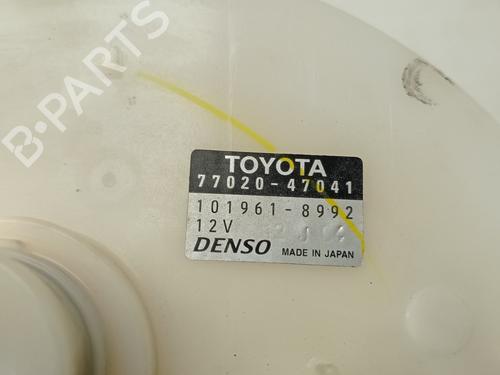 B-PARTS
TOYOTA
77020-47041
101961-8992
12V
DENSO MADE IN JAPAN